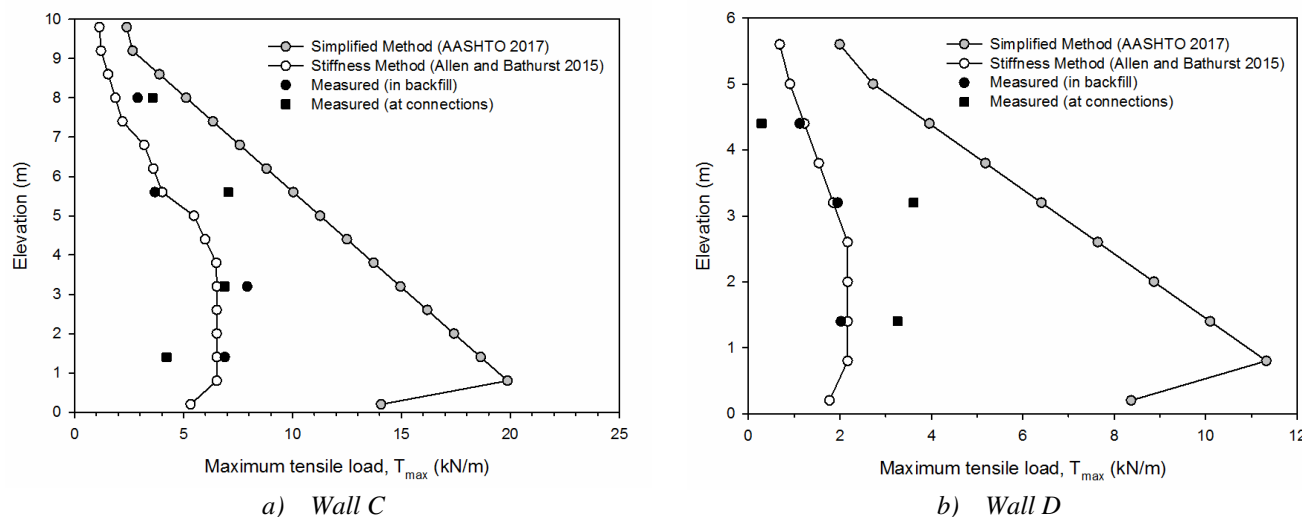 10
9
8
7
6
5
4
3
2
1
0
Elevation (m)
Simplified Method (AASHTO 2017)
Stiffness Method (Allen and Bathurst 2015)
Measured (in backfill)
Measured (at connections)
0 5 10 15 20 25
Maximum tensile load, Tmax (kN/m)
a) Wall C
6
5
4
3
2
1
0
Elevation (m)
Simplified Method (AASHTO 2017)
Stiffness Method (Allen and Bathurst 2015)
Measured (in backfill)
Measured (at connections)
0 2 4 6 8 10 12
Maximum tensile load, Tmax (kN/m)
b) Wall D